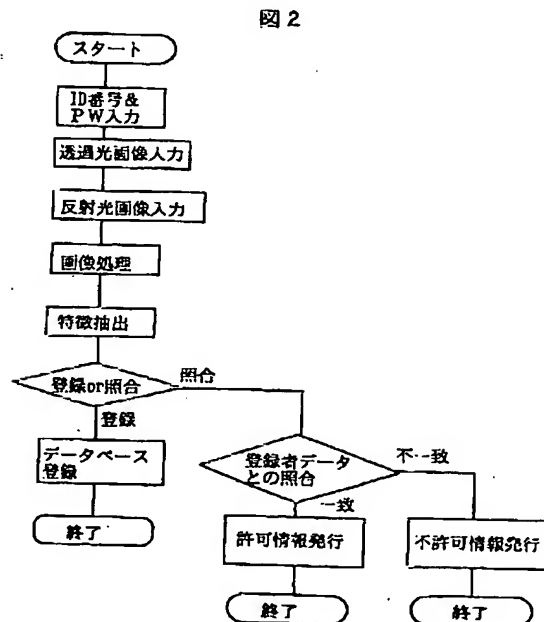 図2
スタート
ID番号&
PW入力
透過光画像入力
反射光画像入力
画像処理
特徴抽出
登録or照合
照合
登録
データベース
登録
終了
登録者データ
との照合
不一致
一致
許可情報発行
不許可情報発行
終了
終了